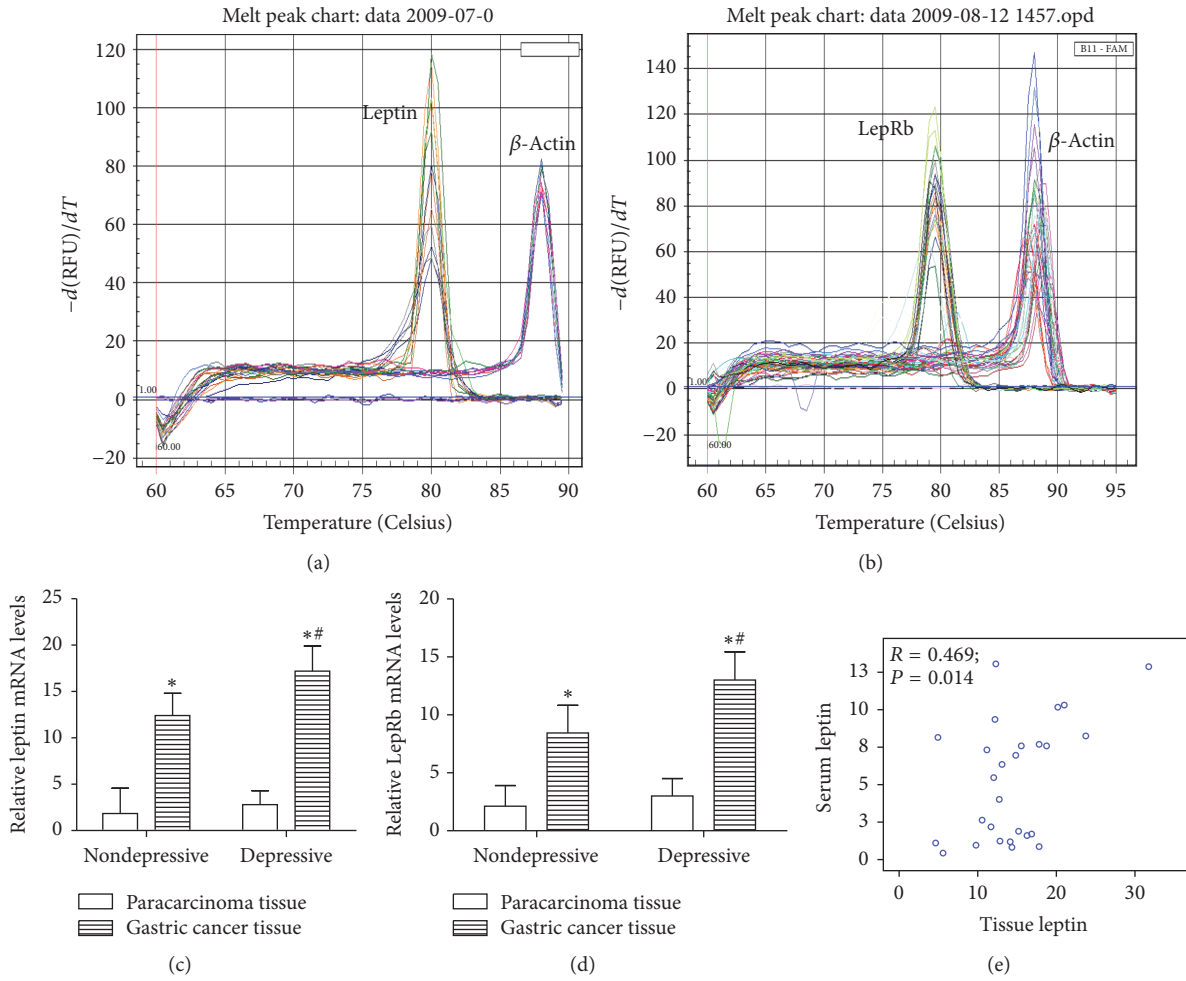 Melt peak chart: data 2009-07-0
120
100
80
60
40
20
0
−20
−d(RFU)/dT
Leptin
β-Actin
1.00
60.00
60 65 70 75 80 85 90
Temperature (Celsius)
(a)
Melt peak chart: data 2009-08-12 1457.opd
B11 - FAM
140
120
100
80
60
40
20
0
−20
−d(RFU)/dT
LepRb
β-Actin
1.00
60.00
60 65 70 75 80 85 90 95
Temperature (Celsius)
(b)
25
20
15
10
5
0
Relative leptin mRNA levels
*
*#
Nondepressive Depressive
Paracarcinoma tissue
Gastric cancer tissue
(c)
20
15
10
5
0
Relative LepRb mRNA levels
*
*#
Nondepressive Depressive
Paracarcinoma tissue
Gastric cancer tissue
(d)
R = 0.469;
P = 0.014
13
10
8
5
3
0
Serum leptin
0 10 20 30
Tissue leptin
(e)